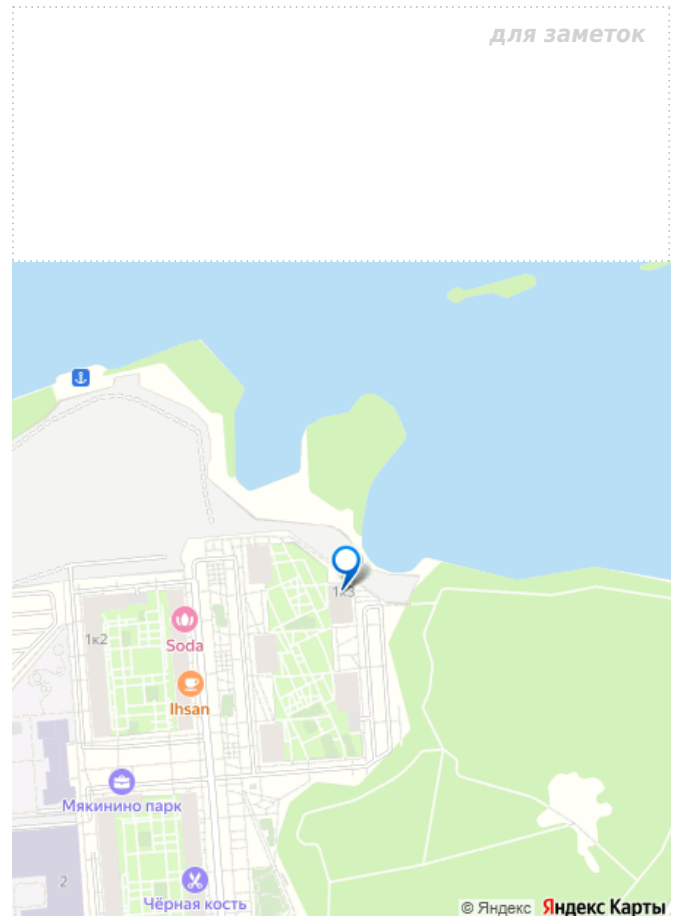 для заметок
1к3
1к2
Soda
Ihsan
Мякинино парк
2
Чёрная кость
© Яндекс Яндекс Карты